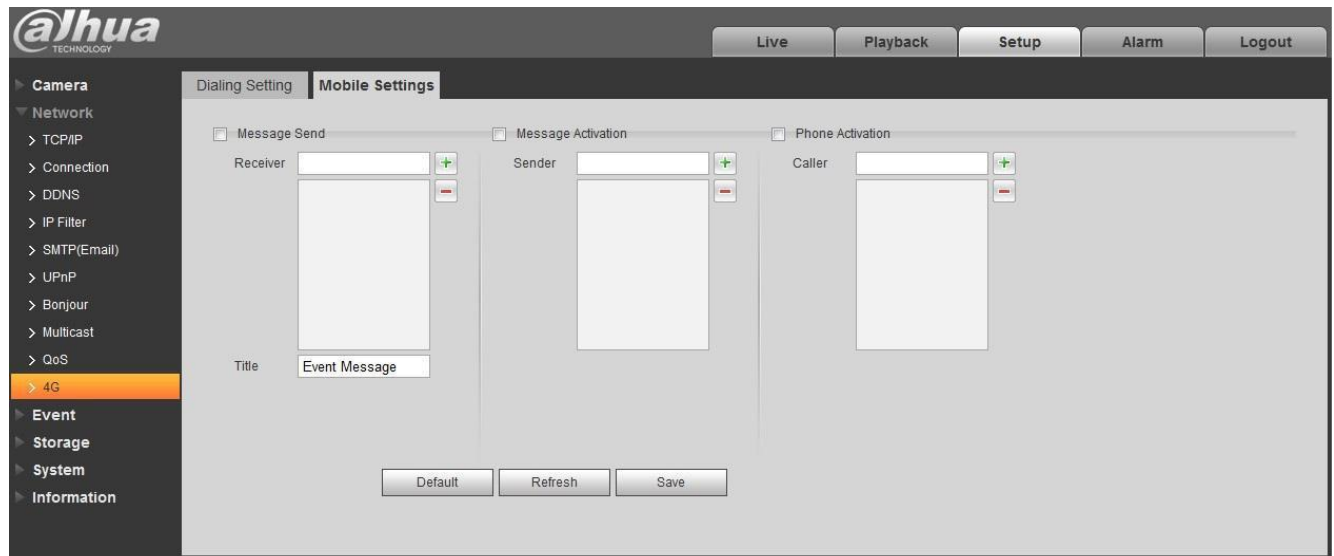 alhua
TECHNOLOGY
Live Playback Setup Alarm Logout
Camera
Network
TCP/IP
Connection
DDNS
IP Filter
SMTP(Email)
UPnP
Bonjour
Multicast
QoS
4G
Event
Storage
System
Information
Dialing Setting Mobile Settings
Message Send Message Activation Phone Activation
Receiver Sender Caller
Title Event Message
Default Refresh Save